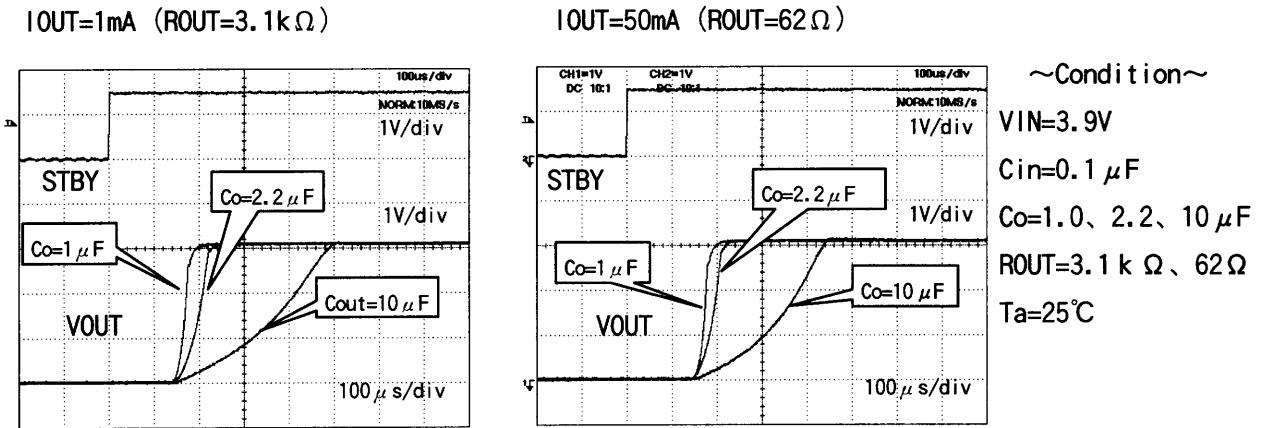 IOUT=1mA (ROUT=3.1kΩ)
100us/div
NORM:10MS/s
1V/div
STBY
Co=2.2μF
1V/div
Co=1μF
Cout=10μF
VOUT
100μs/div
IOUT=50mA (ROUT=62Ω)
CH1=1V CH2=1V 100us/div
DC 10:1 DC 10:1 NORM:10MS/s
1V/div
STBY
Co=2.2μF
1V/div
Co=1μF
Co=10μF
VOUT
100μs/div
~Condition~
VIN=3.9V
Cin=0.1μF
Co=1.0、2.2、10μF
ROUT=3.1kΩ、62Ω
Ta=25℃